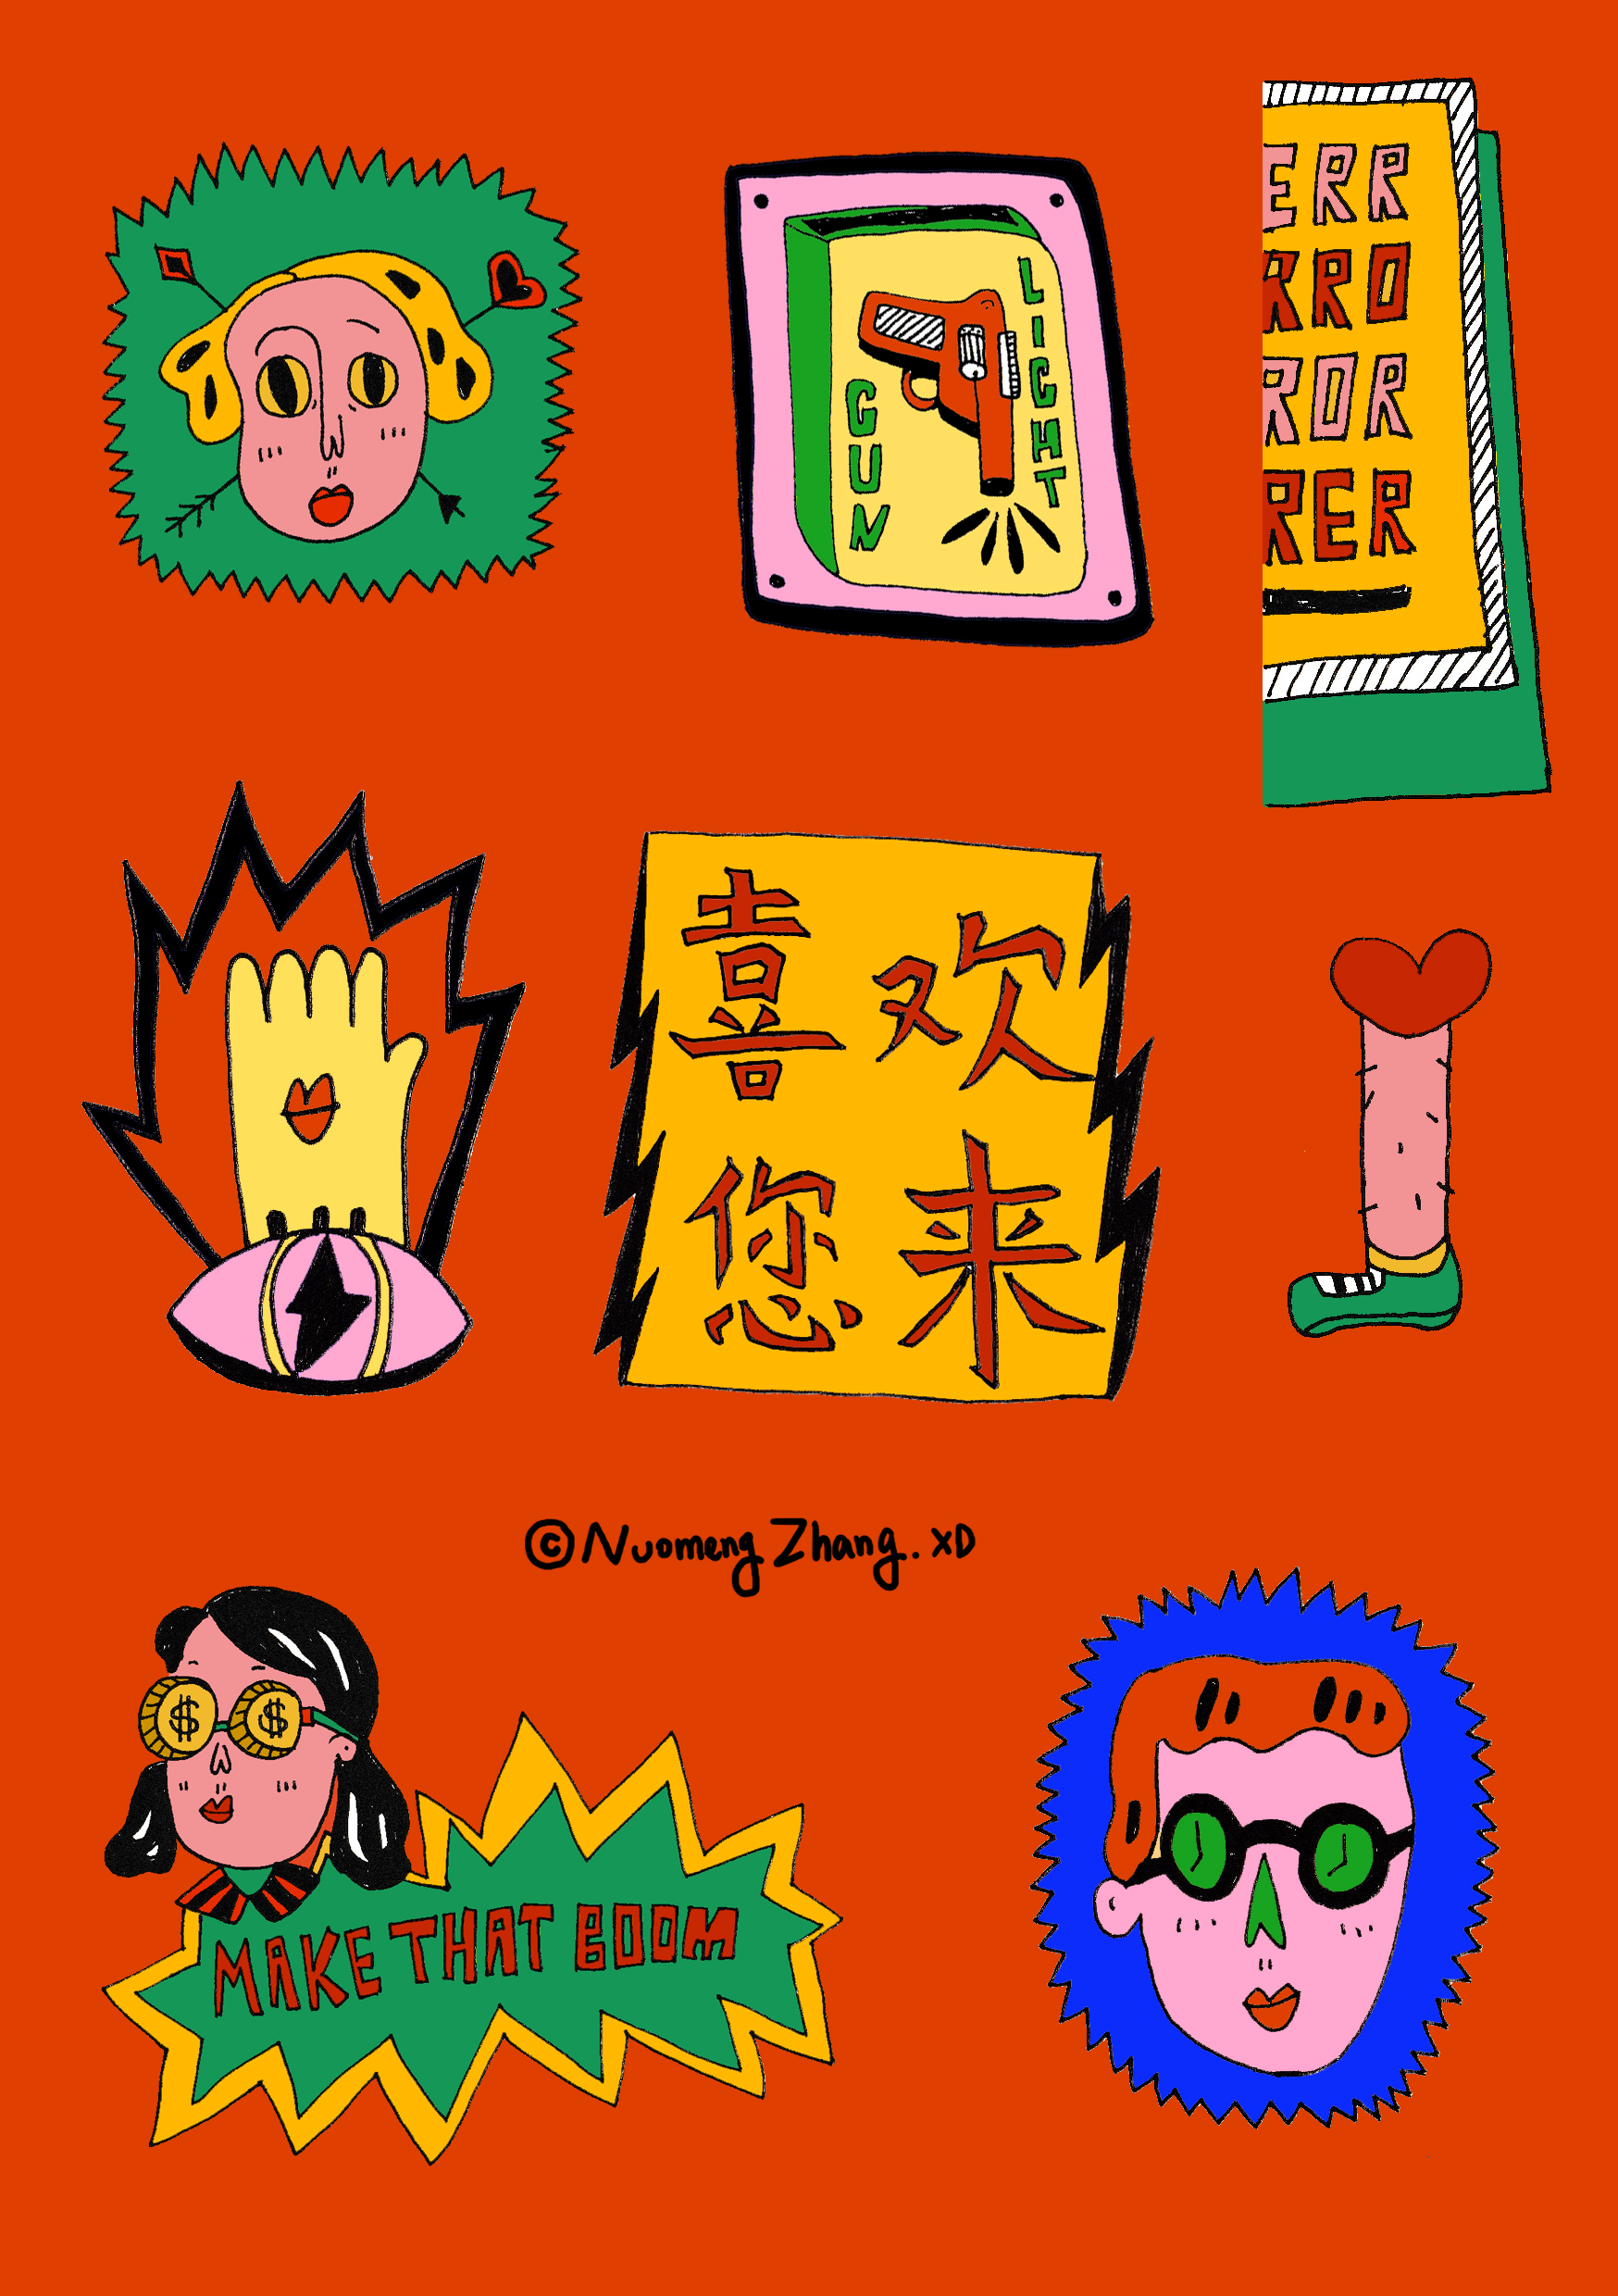 LIGHT
GUN
ERR
RRO
ROR
RER
喜欢
您来
©Nuomeng Zhang. XD
$ $
MAKE THAT BOOM